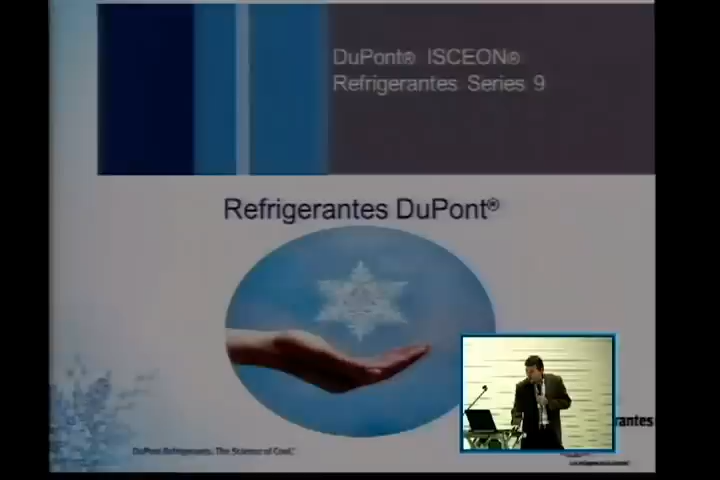 DuPont® ISCEON®
Refrigerantes Series 9
Refrigerantes DuPont®
DuPont Refrigerants. The Science of Cool.
rantes